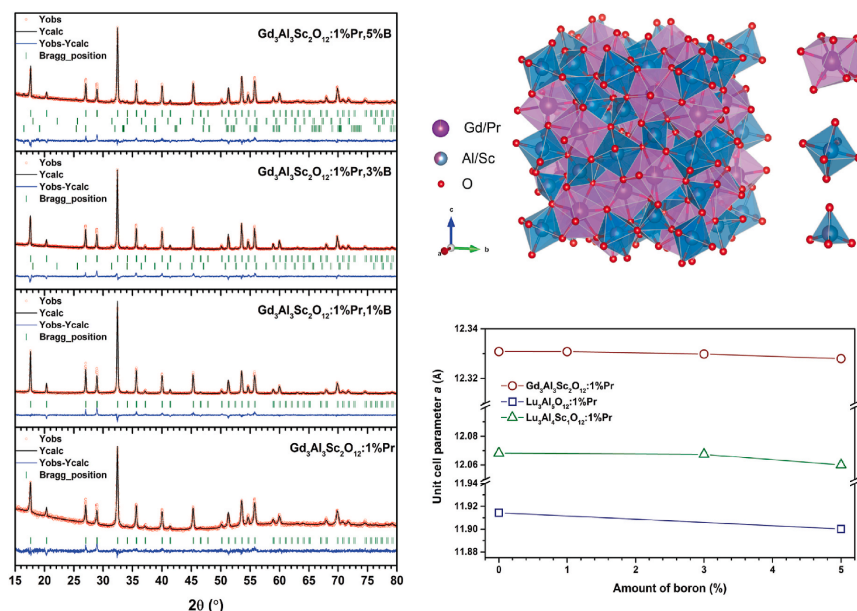 Yobs
Ycalc
Yobs-Ycalc
Bragg_position
Gd₃Al₃Sc₂O₁₂:1%Pr,5%B
Yobs
Ycalc
Yobs-Ycalc
Bragg_position
Gd₃Al₃Sc₂O₁₂:1%Pr,3%B
Yobs
Ycalc
Yobs-Ycalc
Bragg_position
Gd₃Al₃Sc₂O₁₂:1%Pr,1%B
Yobs
Ycalc
Yobs-Ycalc
Bragg_position
Gd₃Al₃Sc₂O₁₂:1%Pr
15 20 25 30 35 40 45 50 55 60 65 70 75 80
2θ (°)
Gd/Pr
Al/Sc
O
c
a
b
12.34
12.32
12.08
12.06
11.94
11.92
11.90
11.88
Unit cell parameter a (Å)
Gd₃Al₃Sc₂O₁₂:1%Pr
Lu₃Al₅O₁₂:1%Pr
Lu₃Al₄Sc₁O₁₂:1%Pr
0 1 2 3 4 5
Amount of boron (%)